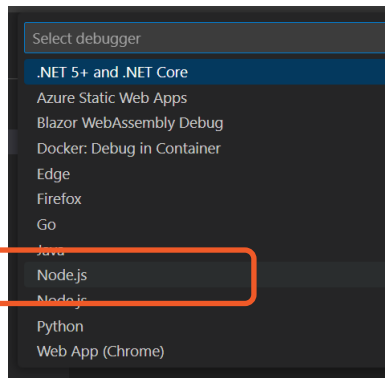 Select debugger
.NET 5+ and .NET Core
Azure Static Web Apps
Blazor WebAssembly Debug
Docker: Debug in Container
Edge
Firefox
Go
Java
Node.js
Node.js
Python
Web App (Chrome)